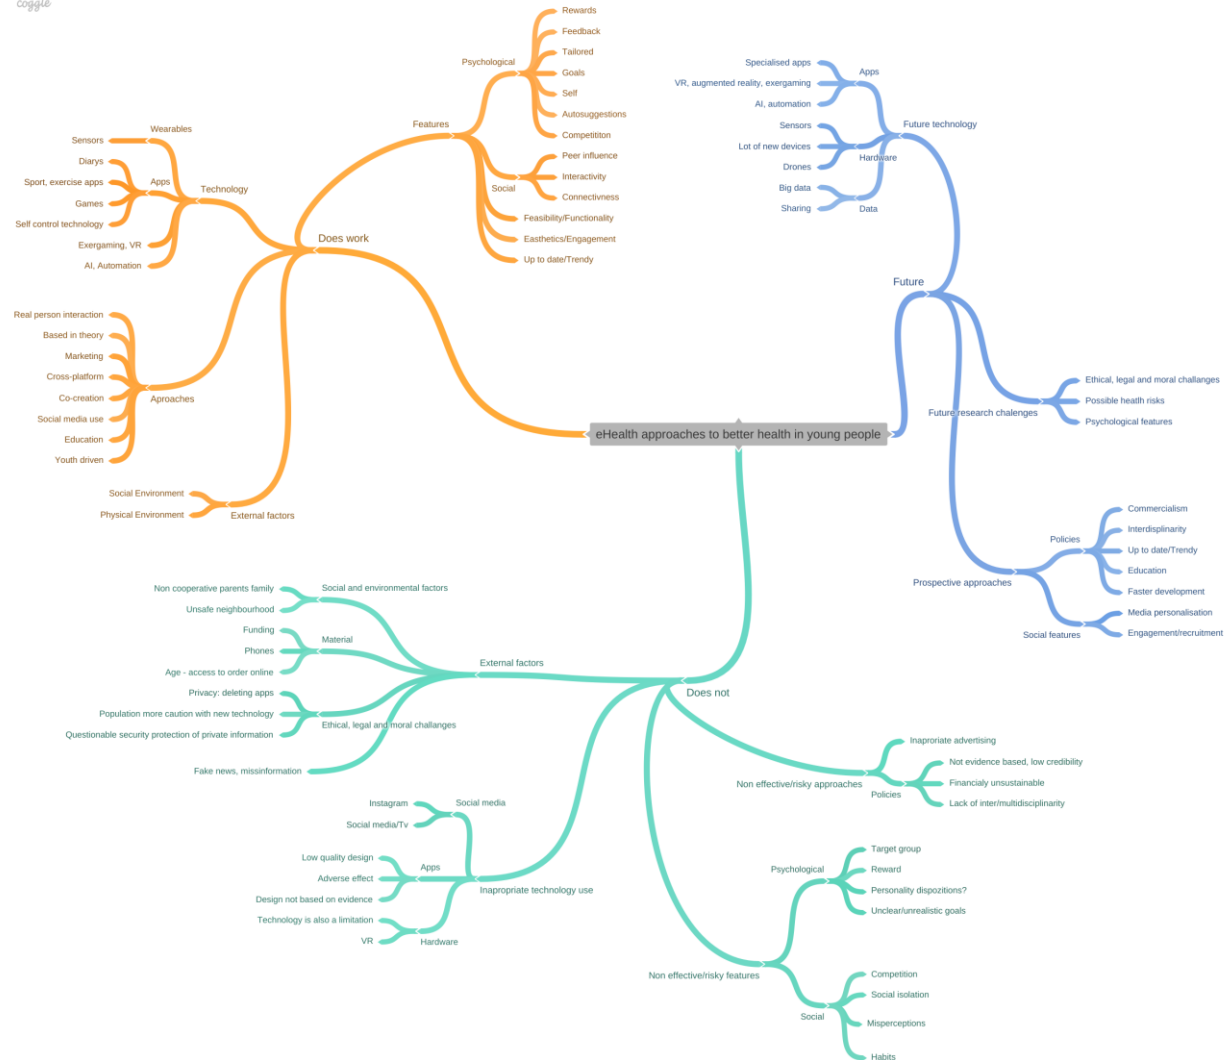 coggle
Rewards
Feedback
Tailored
Psychological
Goals
Self
Autosuggestions
Competititon
Features
Peer influence
Interactivity
Social
Connectivness
Feasibility/Functionality
Easthetics/Engagement
Up to date/Trendy
Wearables
Sensors
Diarys
Sport, exercise apps
Apps
Games
Self control technology
Technology
Exergaming, VR
AI, Automation
Does work
Real person interaction
Based in theory
Marketing
Cross-platform
Co-creation
Aproaches
Social media use
Education
Youth driven
Social Environment
Physical Environment
External factors
eHealth approaches to better health in young people
Specialised apps
Apps
VR, augmented reality, exergaming
AI, automation
Future technology
Sensors
Lot of new devices
Hardware
Drones
Big data
Sharing
Data
Future
Ethical, legal and moral challanges
Possible heatlh risks
Future research chalenges
Psychological features
Commercialism
Interdisplinarity
Policies
Up to date/Trendy
Education
Faster development
Prospective approaches
Media personalisation
Social features
Engagement/recruitment
Non cooperative parents family
Social and environmental factors
Unsafe neighbourhood
Funding
Material
Phones
Age - access to order online
External factors
Privacy: deleting apps
Population more caution with new technology
Ethical, legal and moral challanges
Questionable security protection of private information
Fake news, missinformation
Does not
Instagram
Social media
Social media/Tv
Low quality design
Apps
Adverse effect
Design not based on evidence
Inapropriate technology use
Technology is also a limitation
VR
Hardware
Inaproriate advertising
Non effective/risky approaches
Not evidence based, low credibility
Financialy unsustainable
Policies
Lack of inter/multidisciplinarity
Target group
Psychological
Reward
Personality dispozitions?
Unclear/unrealistic goals
Non effective/risky features
Competition
Social isolation
Social
Misperceptions
Habits